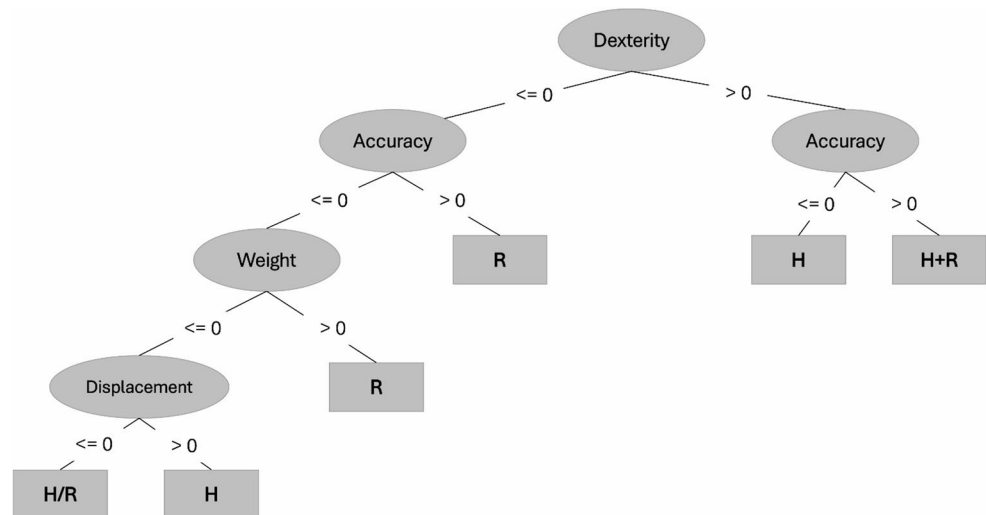 Dexterity
<= 0
> 0
Accuracy
Accuracy
<= 0
> 0
<= 0
> 0
Weight
R
H
H+R
<= 0
> 0
Displacement
R
<= 0
> 0
H/R
H